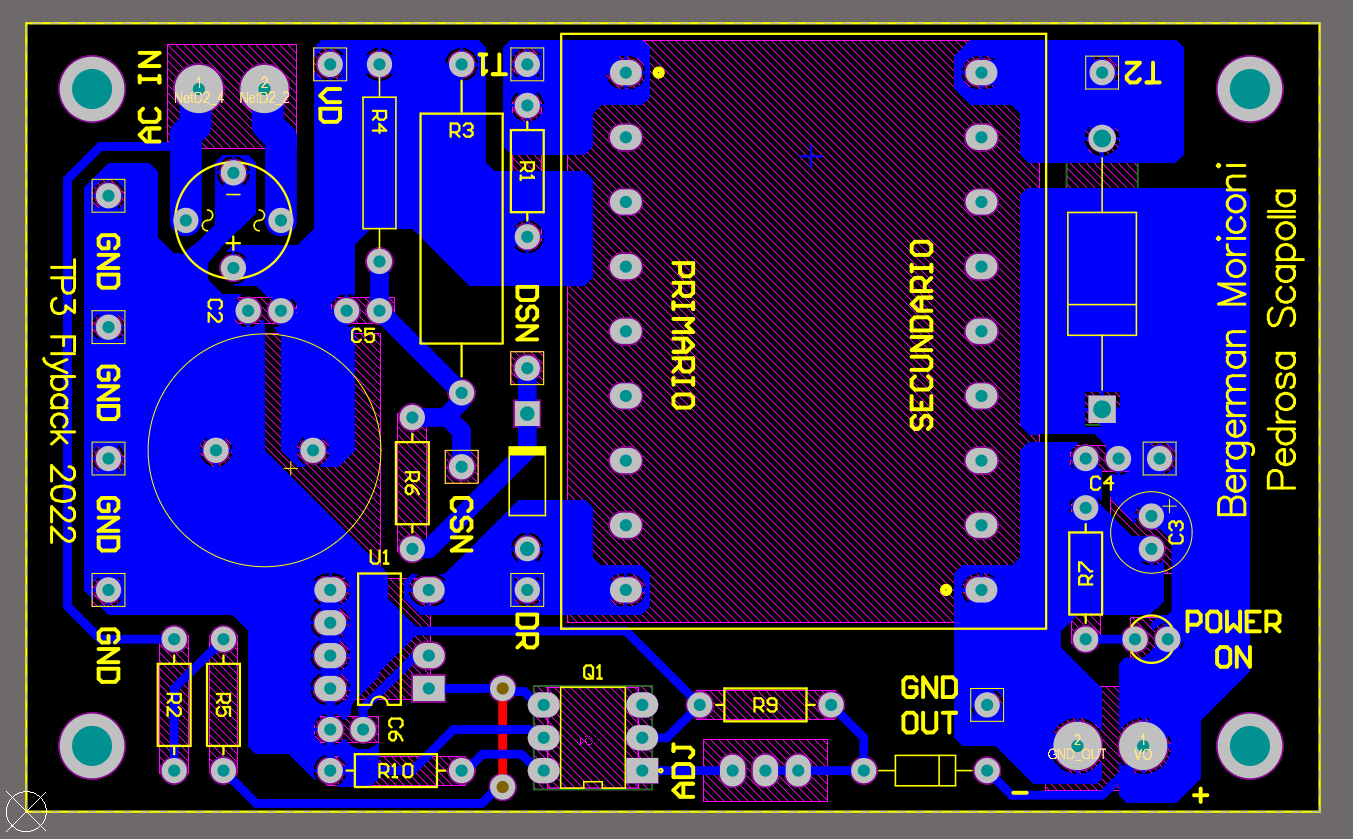 AC IN
1
NetD2_4
2
NetD2_2
VD
R4
R3
T1
R1
T2
GND
C2
C5
DSN
PRIMARIO
SECUNDARIO
Bergerman Moriconi
Pedrosa Scapolla
TP3 Flyback 2022
GND
GND
GND
R6
CSN
U1
DR
C4
C3
R7
POWER
ON
R2
R5
C6
R10
Q1
R9
ADJ
GND
OUT
2
GND_OUT
1
VO
-
+